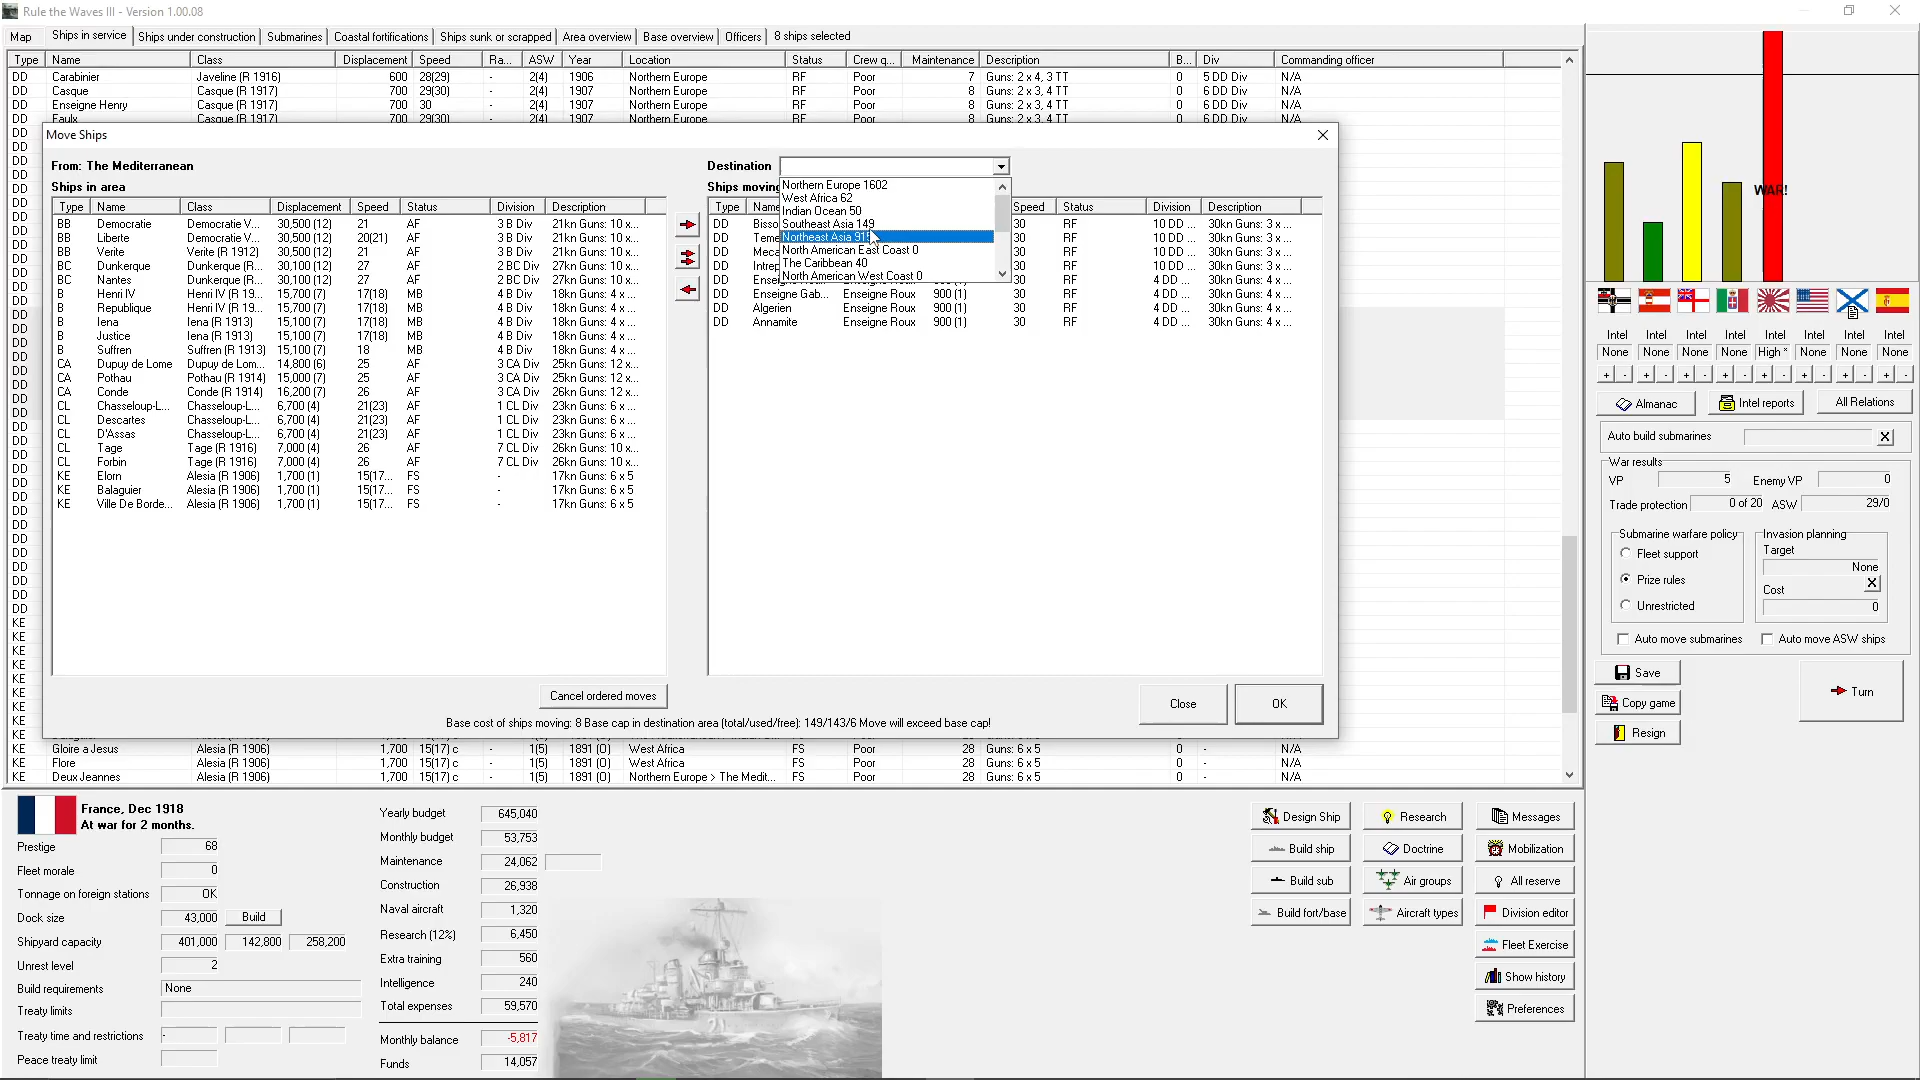 Rule the Waves III - Version 1.00.08
Map Ships in service Ships under construction Submarines Coastal fortifications Ships sunk or scrapped Area overview Base overview Officers 8 ships selected
Type Name Class Displacement Speed Ra... ASW Year Location Status Crew q... Maintenance Description B... Div Commanding officer
DD Carabinier Javeline (R 1916) 600 28(29) - 2(4) 1906 Northern Europe RF Poor 7 Guns: 2 x 4, 3 TT 0 5 DD Div N/A
DD Casque Casque (R 1917) 700 29(30) - 2(4) 1907 Northern Europe RF Poor 8 Guns: 2 x 3, 4 TT 0 6 DD Div N/A
DD Enseigne Henry Casque (R 1917) 700 30 - 2(4) 1907 Northern Europe RF Poor 8 Guns: 2 x 3, 4 TT 0 6 DD Div N/A
DD Faulx Casque (R 1917) 700 29(30) - 2(4) 1907 Northern Europe RF Poor 8 Guns: 2 x 3, 4 TT 0 6 DD Div N/A
Move Ships
From: The Mediterranean
Ships in area
Type Name Class Displacement Speed Status Division Description
BB Democratie Democratie V... 30,500 (12) 21 AF 3 B Div 21kn Guns: 10 x...
BB Liberte Democratie V... 30,500 (12) 20(21) AF 3 B Div 21kn Guns: 10 x...
BB Verite Verite (R 1912) 30,500 (12) 21 AF 3 B Div 21kn Guns: 10 x...
BC Dunkerque Dunkerque (R... 30,100 (12) 27 AF 2 BC Div 27kn Guns: 10 x...
BC Nantes Dunkerque (R... 30,100 (12) 27 AF 2 BC Div 27kn Guns: 10 x...
B Henri IV Henri IV (R 19... 15,700 (7) 17(18) MB 4 B Div 18kn Guns: 4 x ...
B Republique Henri IV (R 19... 15,700 (7) 17(18) MB 4 B Div 18kn Guns: 4 x ...
B Iena Iena (R 1913) 15,100 (7) 17(18) MB 4 B Div 18kn Guns: 4 x ...
B Justice Iena (R 1913) 15,100 (7) 17(18) MB 4 B Div 18kn Guns: 4 x ...
B Suffren Suffren (R 1913) 15,100 (7) 18 MB 4 B Div 18kn Guns: 4 x ...
CA Dupuy de Lome Dupuy de Lom... 14,800 (6) 25 AF 3 CA Div 25kn Guns: 12 x...
CA Pothau Pothau (R 1914) 15,000 (7) 25 AF 3 CA Div 25kn Guns: 12 x...
CA Conde Conde (R 1914) 16,200 (7) 26 AF 3 CA Div 26kn Guns: 12 x...
CL Chasseloup-L... Chasseloup-L... 6,700 (4) 21(23) AF 1 CL Div 23kn Guns: 6 x ...
CL Descartes Chasseloup-L... 6,700 (4) 21(23) AF 1 CL Div 23kn Guns: 6 x ...
CL D'Assas Chasseloup-L... 6,700 (4) 21(23) AF 1 CL Div 23kn Guns: 6 x ...
CL Tage Tage (R 1916) 7,000 (4) 26 AF 7 CL Div 26kn Guns: 10 x...
CL Forbin Tage (R 1916) 7,000 (4) 26 AF 7 CL Div 26kn Guns: 10 x...
KE Elorn Alesia (R 1906) 1,700 (1) 15(17... FS - 17kn Guns: 6 x 5
KE Balaguier Alesia (R 1906) 1,700 (1) 15(17... FS - 17kn Guns: 6 x 5
KE Ville De Borde... Alesia (R 1906) 1,700 (1) 15(17... FS - 17kn Guns: 6 x 5
Destination
Northern Europe 1602
West Africa 62
Indian Ocean 50
Southeast Asia 149
Northeast Asia 915
North American East Coast 0
The Caribbean 40
North American West Coast 0
Ships moving
Type Name Speed Status Division Description
DD 30 RF 10 DD ... 30kn Guns: 3 x ...
DD 30 RF 10 DD ... 30kn Guns: 3 x ...
DD 30 RF 10 DD ... 30kn Guns: 3 x ...
DD 30 RF 10 DD ... 30kn Guns: 3 x ...
DD 30 RF 4 DD ... 30kn Guns: 4 x ...
DD Enseigne Gab... Enseigne Roux 900 (1) 30 RF 4 DD ... 30kn Guns: 4 x ...
DD Algerien Enseigne Roux 900 (1) 30 RF 4 DD ... 30kn Guns: 4 x ...
DD Annamite Enseigne Roux 900 (1) 30 RF 4 DD ... 30kn Guns: 4 x ...
Cancel ordered moves Close OK
Base cost of ships moving: 8 Base cap in destination area (total/used/free): 149/143/6 Move will exceed base cap!
KE Gloire a Jesus Alesia (R 1906) 1,700 15(17) c - 1(5) 1891 (O) West Africa FS Poor 28 Guns: 6 x 5 0 - N/A
KE Flore Alesia (R 1906) 1,700 15(17) c - 1(5) 1891 (O) West Africa FS Poor 28 Guns: 6 x 5 0 - N/A
KE Deux Jeannes Alesia (R 1906) 1,700 15(17) c - 1(5) 1891 (O) Northern Europe > The Medit... FS Poor 28 Guns: 6 x 5 0 - N/A
WAR!
Intel Intel Intel Intel Intel Intel Intel Intel
None None None None High * None None None
+ - + - + - + - + - + - + - + -
Almanac Intel reports All Relations
Auto build submarines X
War results
VP 5 Enemy VP 0
Trade protection 0 of 20 ASW 29/0
Submarine warfare policy
Fleet support
Prize rules
Unrestricted
Invasion planning
Target
None
Cost X
0
Auto move submarines Auto move ASW ships
Save
Copy game
Resign
Turn
France, Dec 1918
At war for 2 months.
Prestige 68
Fleet morale 0
Tonnage on foreign stations OK
Dock size 43,000 Build
Shipyard capacity 401,000 142,800 258,200
Unrest level 2
Build requirements None
Treaty limits
Treaty time and restrictions -
Peace treaty limit
Yearly budget 645,040
Monthly budget 53,753
Maintenance 24,062
Construction 26,938
Naval aircraft 1,320
Research (12%) 6,450
Extra training 560
Intelligence 240
Total expenses 59,570
Monthly balance -5,817
Funds 14,057
Design Ship Research Messages
Build ship Doctrine Mobilization
Build sub Air groups All reserve
Build fort/base Aircraft types Division editor
Fleet Exercise
Show history
Preferences